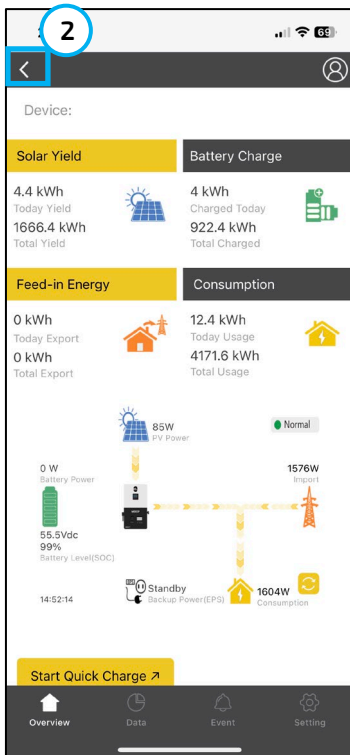 2
69
Device:
Solar Yield
Battery Charge
4.4 kWh
Today Yield
1666.4 kWh
Total Yield
4 kWh
Charged Today
922.4 kWh
Total Charged
Feed-in Energy
Consumption
0 kWh
Today Export
0 kWh
Total Export
12.4 kWh
Today Usage
4171.6 kWh
Total Usage
85W
PV Power
Normal
0 W
Battery Power
1576W
Import
55.5Vdc
99%
Battery Level(SOC)
14:52:14
EPS
Standby
Backup Power(EPS)
1604W
Consumption
Start Quick Charge ↗
Overview
Data
Event
Setting